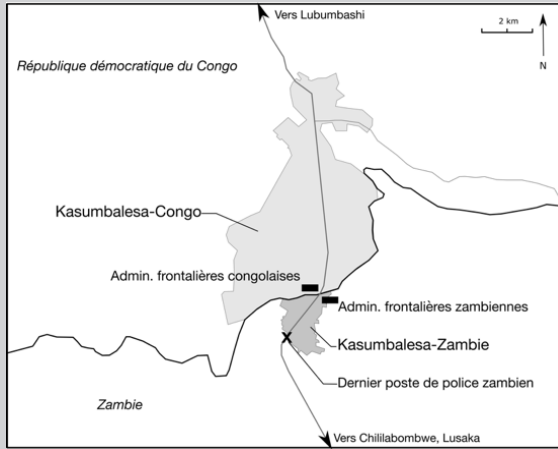 Vers Lubumbashi
2 km
République démocratique du Congo
N
Kasumbalesa-Congo
Admin. frontalières congolaises
Admin. frontalières zambiennes
X
Kasumbalesa-Zambie
Dernier poste de police zambien
Zambie
Vers Chililabombwe, Lusaka